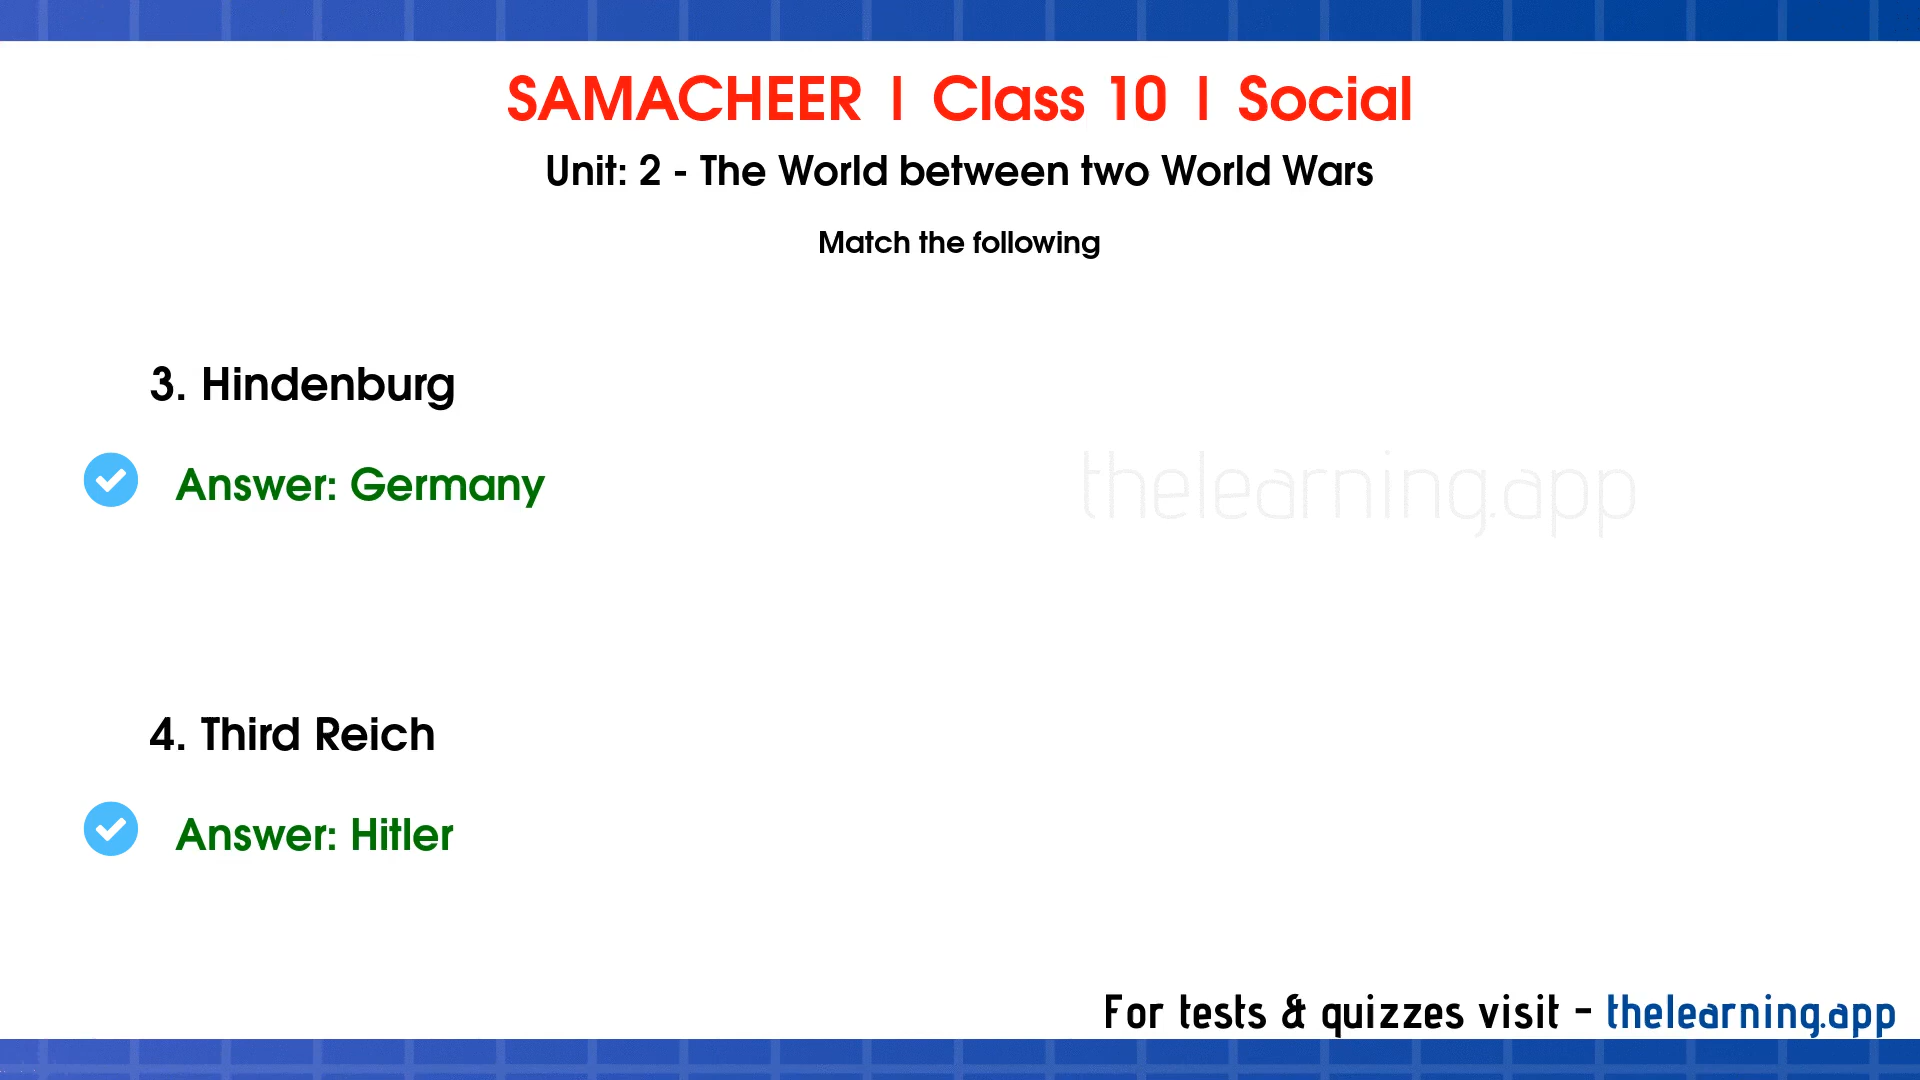 SAMACHEER | Class 10 | Social
Unit: 2 - The World between two World Wars
Match the following
3. Hindenburg
Answer: Germany
thelearning.app
4. Third Reich
Answer: Hitler
For tests & quizzes visit - thelearning.app